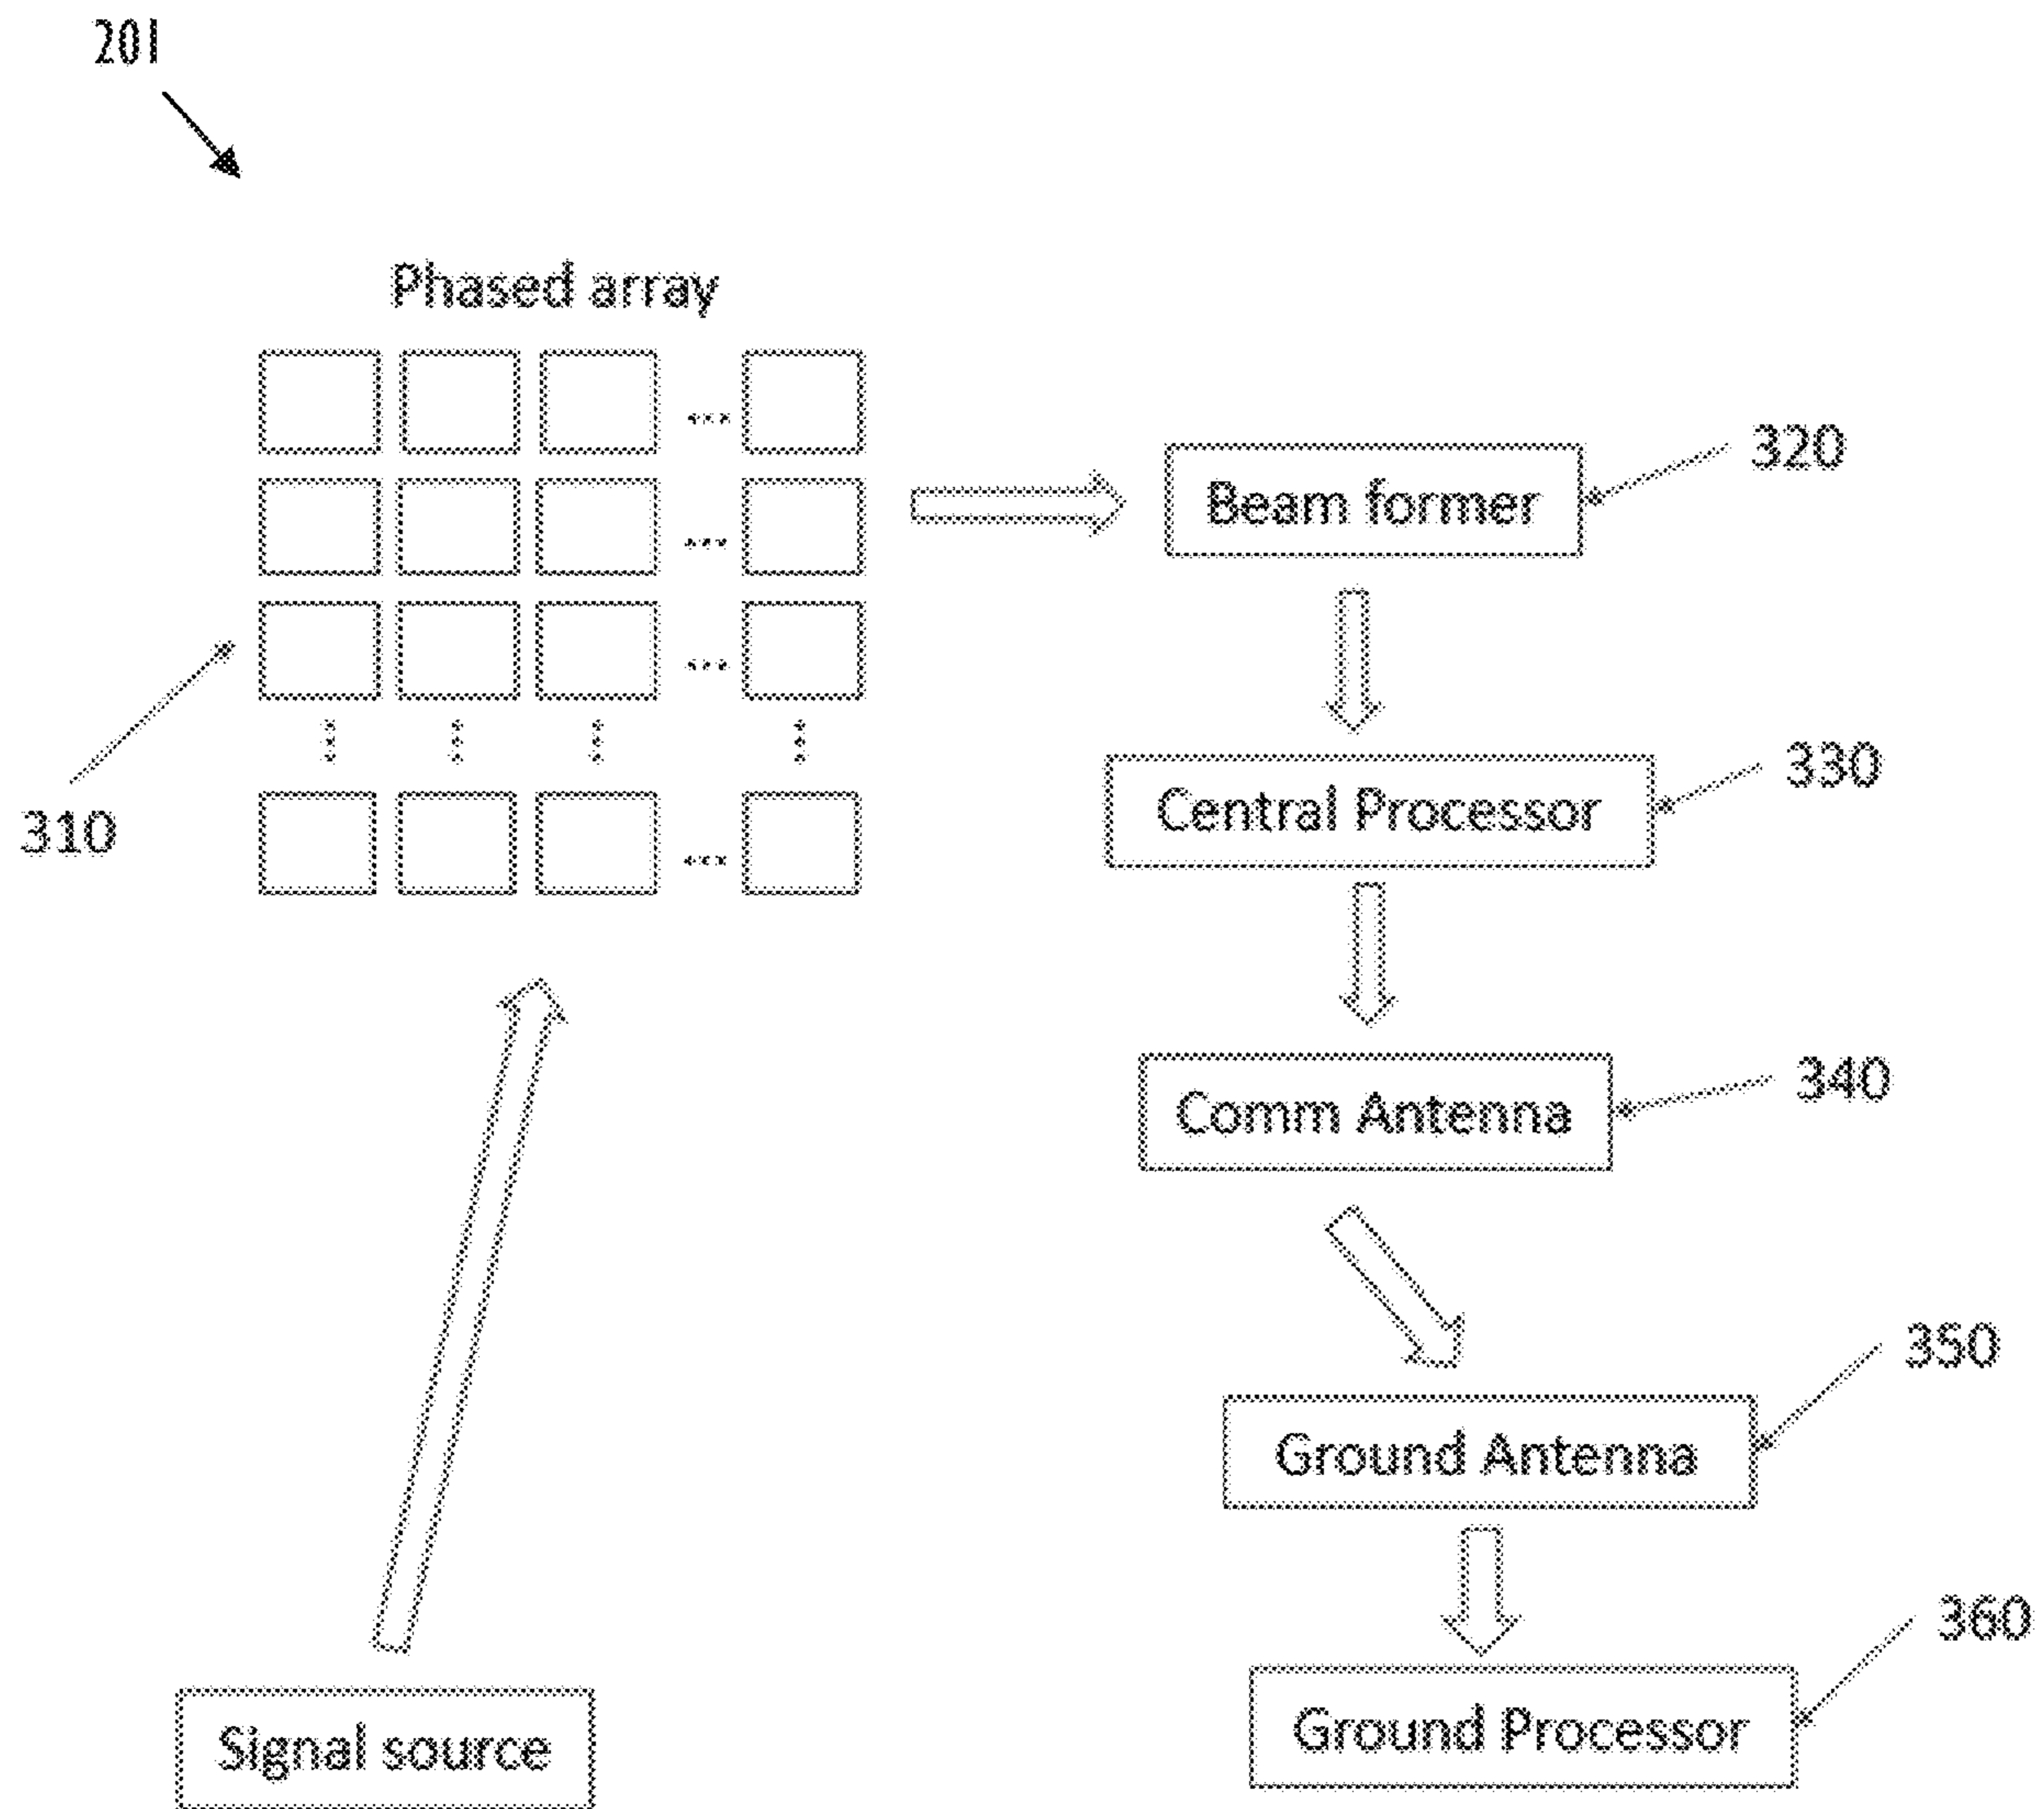 201
Phased array
320
Beam former
330
Central Processor
310
340
Comm Antenna
350
Ground Antenna
360
Ground Processor
Signal source